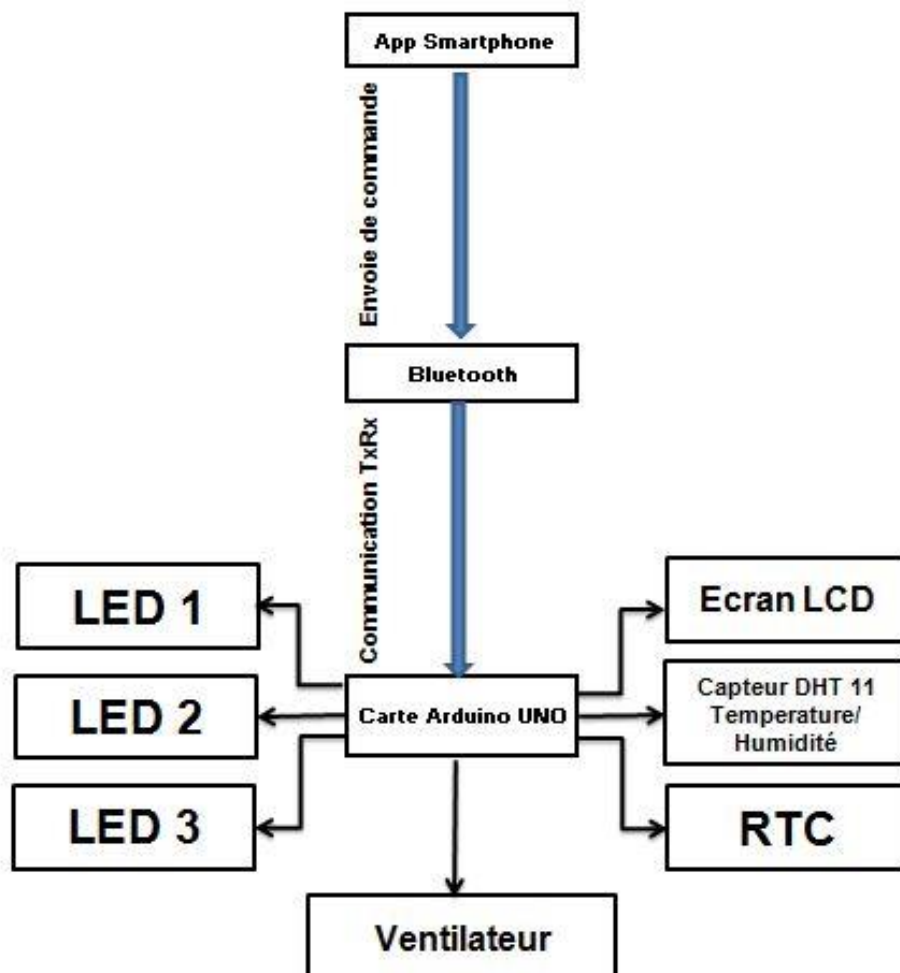 App Smartphone
Envoie de commande
Bluetooth
Communication TxRx
LED 1
Ecran LCD
LED 2
Carte Arduino UNO
Capteur DHT 11
Temperature/
Humidité
LED 3
RTC
Ventilateur